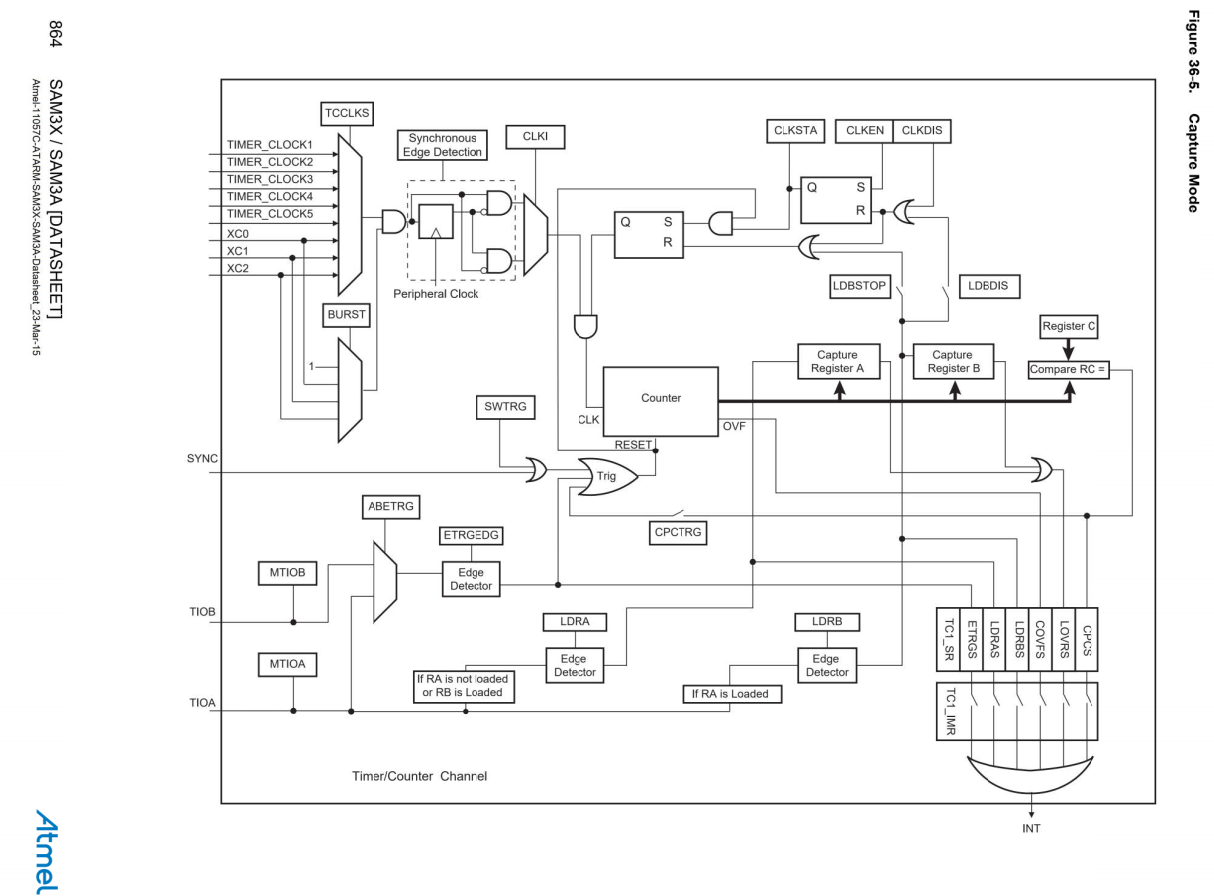 Figure 36-5. Capture Mode
TCCLKS
TIMER_CLOCK1
TIMER_CLOCK2
TIMER_CLOCK3
TIMER_CLOCK4
TIMER_CLOCK5
XC0
XC1
XC2
Synchronous
Edge Detection
CLKI
Peripheral Clock
BURST
1
CLKSTA
CLKEN
CLKDIS
Q
S
R
Q
S
R
LDBSTOP
LDBDIS
Register C
Capture
Register A
Capture
Register B
Compare RC =
Counter
CLK
OVF
RESET
SWTRG
SYNC
Trig
CPCTRG
ABETRG
ETRGEDG
Edge
Detector
MTIOB
TIOB
MTIOA
TIOA
LDRA
Edge
Detector
If RA is not loaded
or RB is Loaded
LDRB
Edge
Detector
If RA is Loaded
TC1_SR
ETRGS
LDRAS
LDRBS
COVFS
LOVRS
CPCS
TC1_IMR
INT
Timer/Counter Channel
864
SAM3X / SAM3A [DATASHEET]
Atmel-11057C-ATARM-SAM3X-SAM3A-Datasheet_23-Mar-15
Atmel